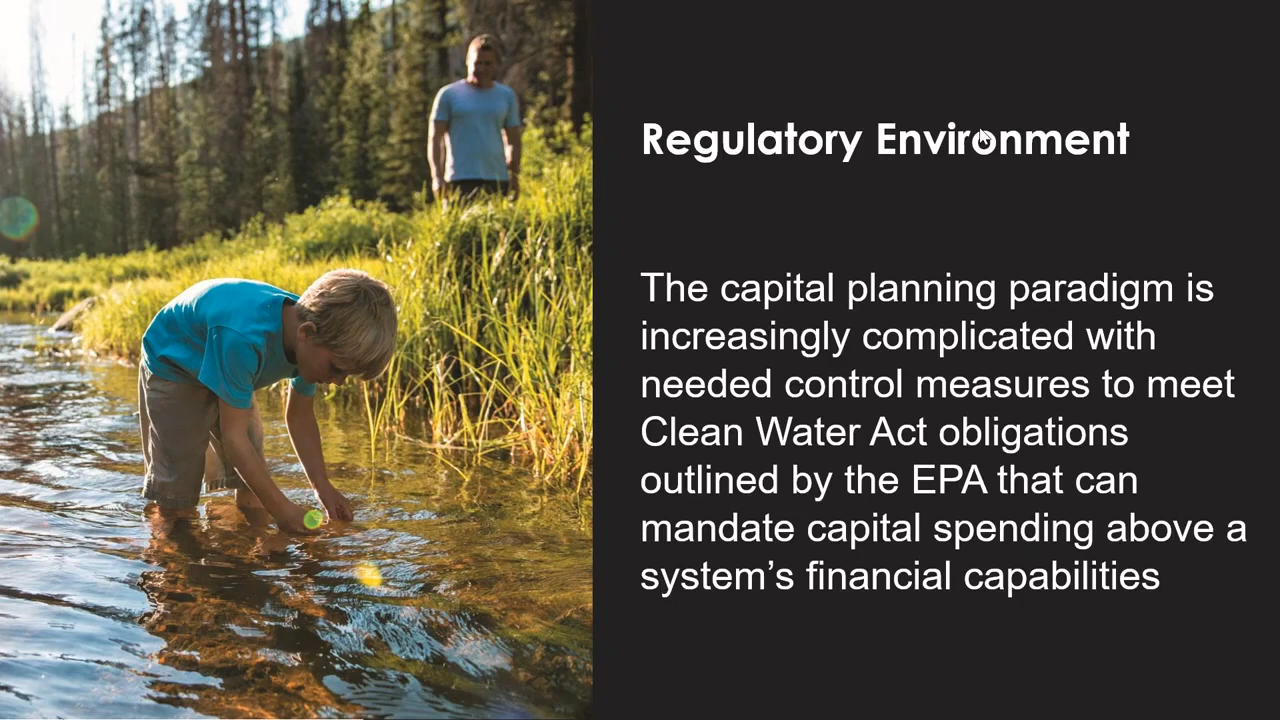 Regulatory Environment
The capital planning paradigm is
increasingly complicated with
needed control measures to meet
Clean Water Act obligations
outlined by the EPA that can
mandate capital spending above a
system’s financial capabilities